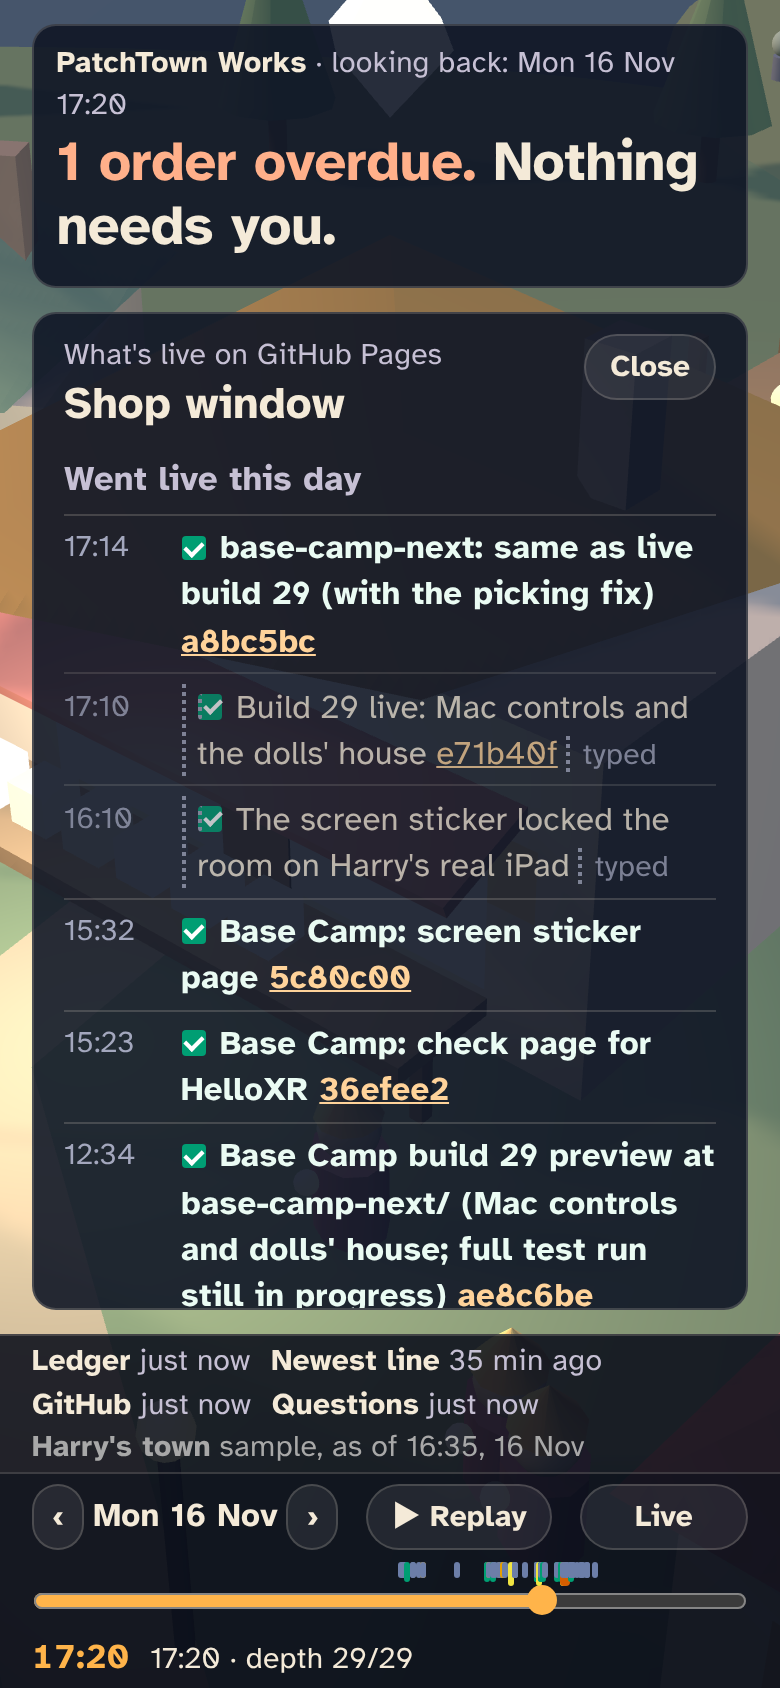 PatchTown Works · looking back: Mon 16 Nov
17:20
1 order overdue. Nothing
needs you.
What's live on GitHub Pages
Close
Shop window
Went live this day
17:14 ✅ base-camp-next: same as live
build 29 (with the picking fix)
a8bc5bc
17:10 ✅ Build 29 live: Mac controls and
the dolls' house e71b40f typed
16:10 ✅ The screen sticker locked the
room on Harry's real iPad typed
15:32 ✅ Base Camp: screen sticker
page 5c80c00
15:23 ✅ Base Camp: check page for
HelloXR 36efee2
12:34 ✅ Base Camp build 29 preview at
base-camp-next/ (Mac controls
and dolls' house; full test run
still in progress) ae8c6be
Ledger just now Newest line 35 min ago
GitHub just now Questions just now
Harry's town sample, as of 16:35, 16 Nov
‹ Mon 16 Nov › ▶ Replay Live
17:20 17:20 · depth 29/29